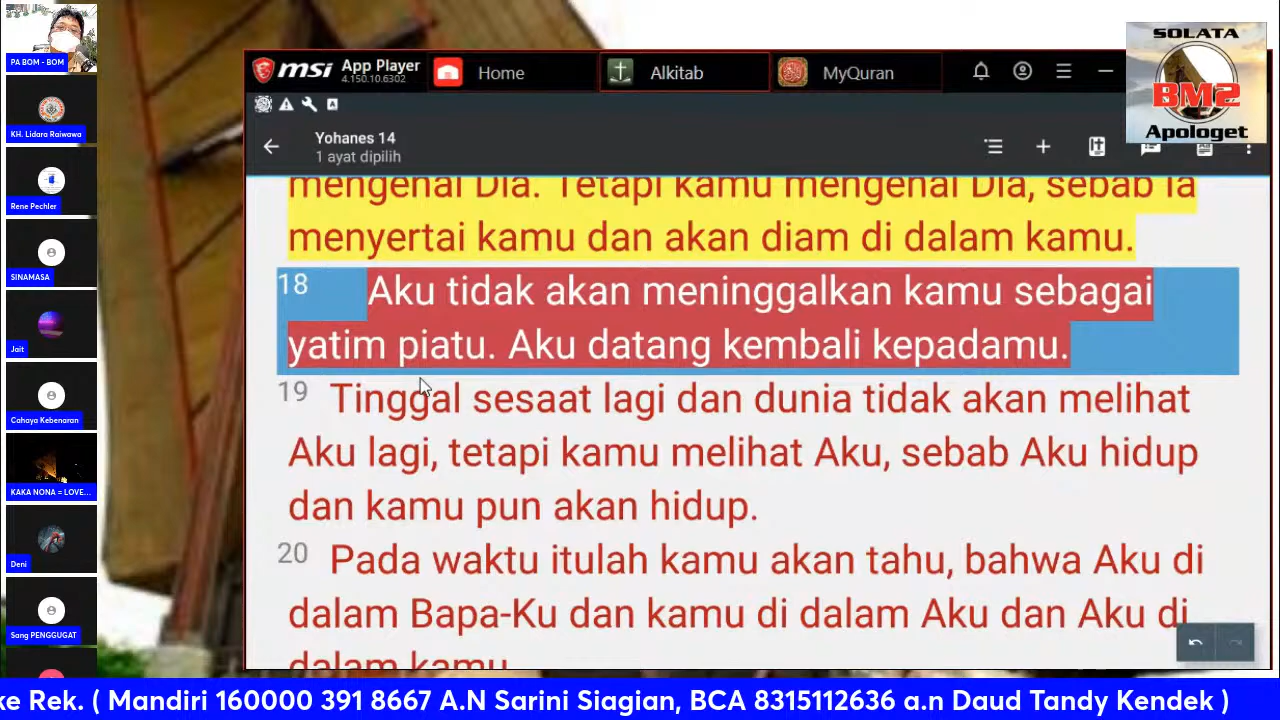 PA BOM - BOM
KH. Lidara Raiwawa
Rene Pechler
SINAMASA
Jait
Cahaya Kebenaran
KAKA NONA = LOVE...
Deni
Sang PENGGUGAT
msi App Player
4.150.10.6302
Home
Alkitab
MyQuran
SOLATA
BM2
Apologet
Yohanes 14
1 ayat dipilih
mengenal Dia. Tetapi kamu mengenal Dia, sebab Ia
menyertai kamu dan akan diam di dalam kamu.
18 Aku tidak akan meninggalkan kamu sebagai
yatim piatu. Aku datang kembali kepadamu.
19 Tinggal sesaat lagi dan dunia tidak akan melihat
Aku lagi, tetapi kamu melihat Aku, sebab Aku hidup
dan kamu pun akan hidup.
20 Pada waktu itulah kamu akan tahu, bahwa Aku di
dalam Bapa-Ku dan kamu di dalam Aku dan Aku di
dalam kamu.
ke Rek. ( Mandiri 160000 391 8667 A.N Sarini Siagian, BCA 8315112636 a.n Daud Tandy Kendek )